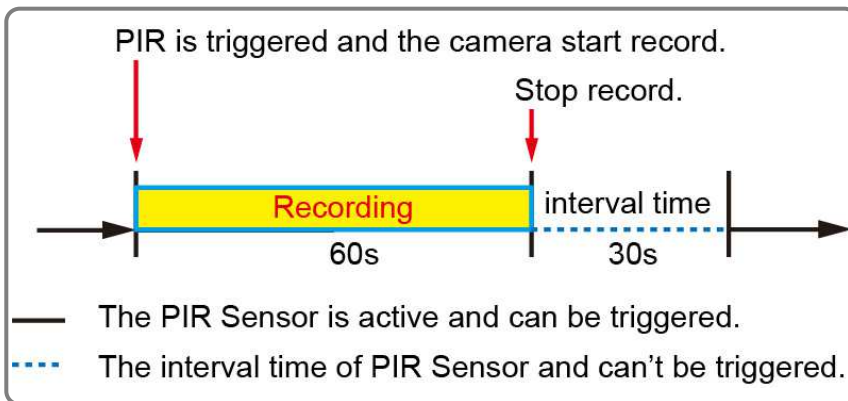 PIR is triggered and the camera start record.
Stop record.
Recording
interval time
60s
30s
The PIR Sensor is active and can be triggered.
The interval time of PIR Sensor and can't be triggered.